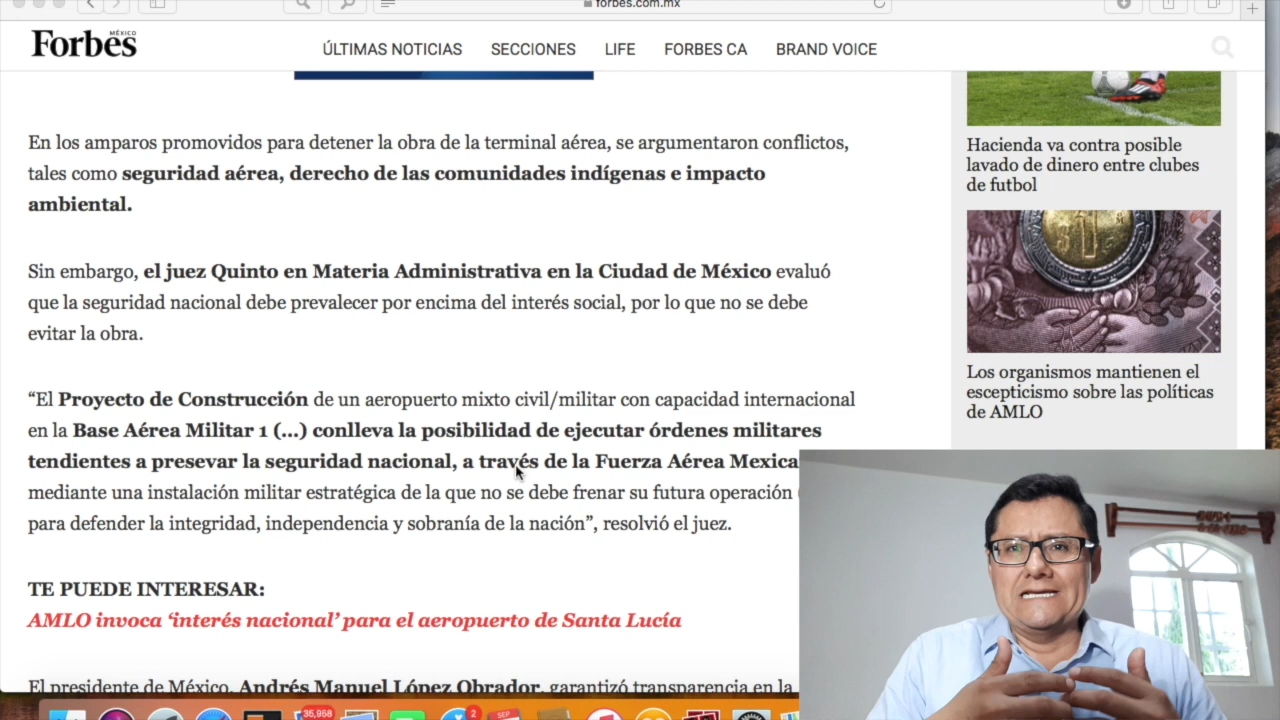 forbes.com.mx
Forbes
MÉXICO
ÚLTIMAS NOTICIAS
SECCIONES
LIFE
FORBES CA
BRAND VOICE
En los amparos promovidos para detener la obra de la terminal aérea, se argumentaron conflictos,
tales como seguridad aérea, derecho de las comunidades indígenas e impacto
ambiental.
Sin embargo, el juez Quinto en Materia Administrativa en la Ciudad de México evaluó
que la seguridad nacional debe prevalecer por encima del interés social, por lo que no se debe
evitar la obra.
“El Proyecto de Construcción de un aeropuerto mixto civil/militar con capacidad internacional
en la Base Aérea Militar 1 (...) conlleva la posibilidad de ejecutar órdenes militares
tendientes a presevar la seguridad nacional, a través de la Fuerza Aérea Mexica
mediante una instalación militar estratégica de la que no se debe frenar su futura operación
para defender la integridad, independencia y sobranía de la nación”, resolvió el juez.
TE PUEDE INTERESAR:
AMLO invoca ‘interés nacional’ para el aeropuerto de Santa Lucía
El presidente de México, Andrés Manuel López Obrador, garantizó transparencia en la
Hacienda va contra posible
lavado de dinero entre clubes
de futbol
$1
Los organismos mantienen el
escepticismo sobre las políticas
de AMLO
35,958
2
SEP